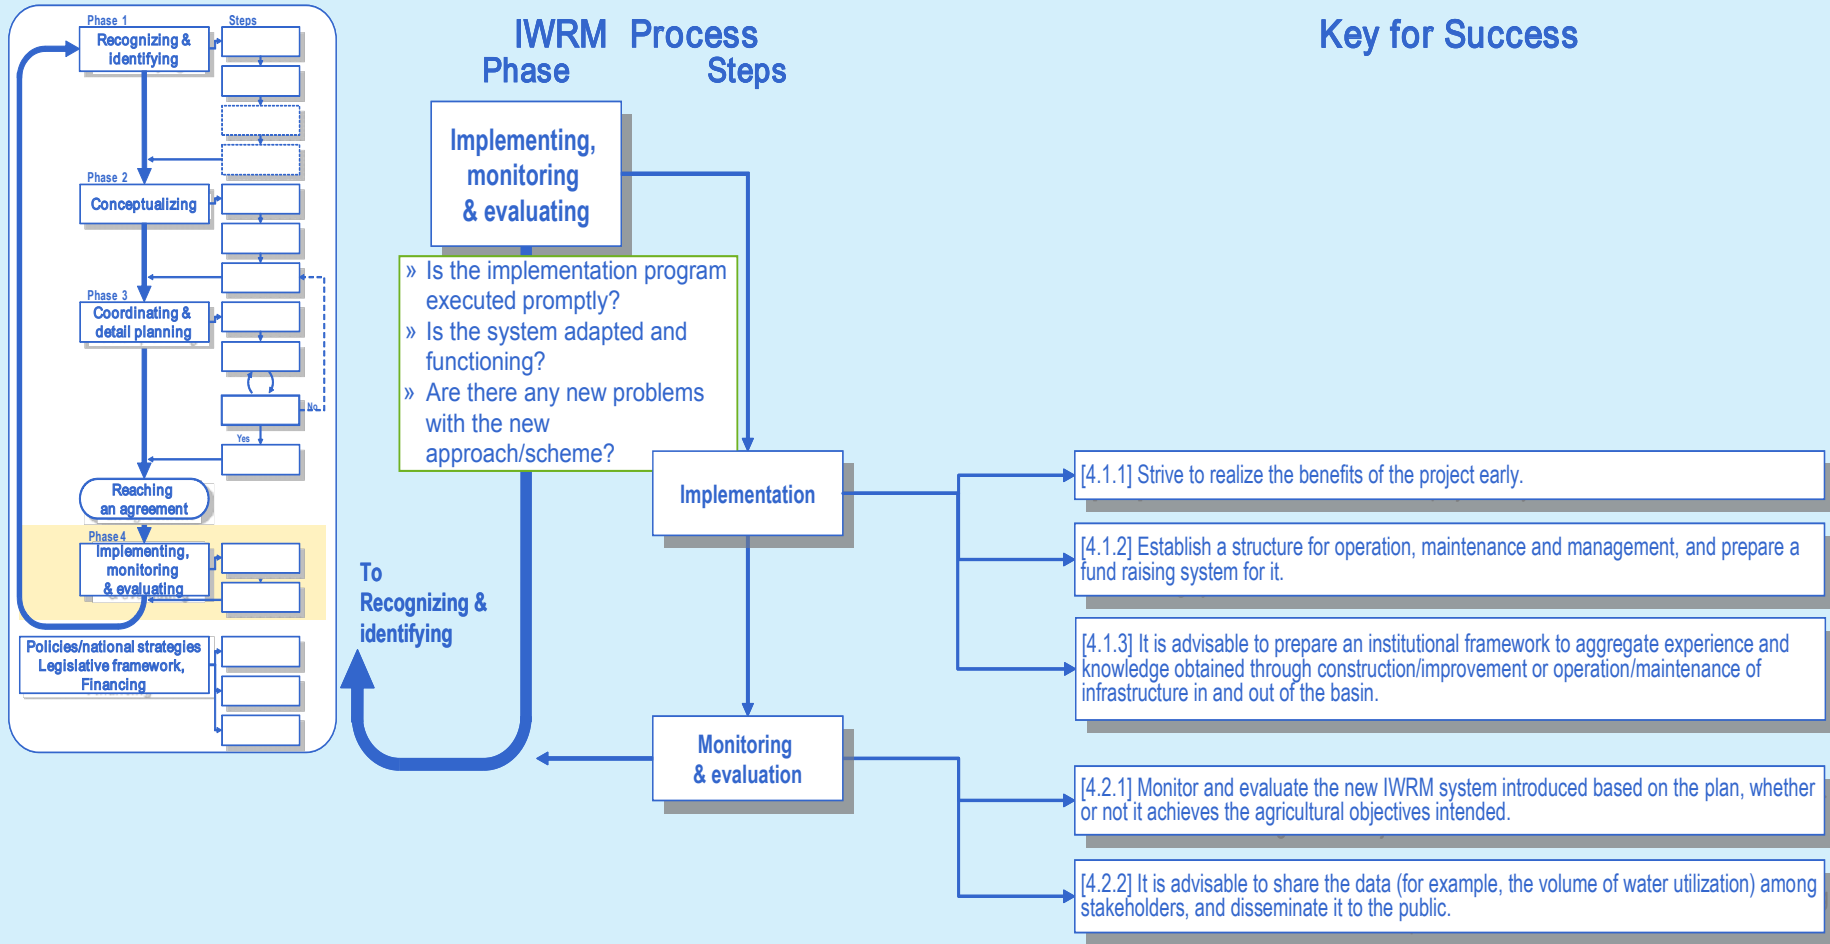 Phase 1
Steps
Recognizing &
identifying
Phase 2
Conceptualizing
Phase 3
Coordinating &
detail planning
No
Yes
Reaching
an agreement
Phase 4
Implementing,
monitoring
& evaluating
Policies/national strategies
Legislative framework,
Financing
IWRM Process
Phase
Steps
Key for Success
Implementing,
monitoring
& evaluating
» Is the implementation program
executed promptly?
» Is the system adapted and
functioning?
» Are there any new problems
with the new
approach/scheme?
To
Recognizing &
identifying
Implementation
[4.1.1] Strive to realize the benefits of the project early.
[4.1.2] Establish a structure for operation, maintenance and management, and prepare a
fund raising system for it.
[4.1.3] It is advisable to prepare an institutional framework to aggregate experience and
knowledge obtained through construction/improvement or operation/maintenance of
infrastructure in and out of the basin.
Monitoring
& evaluation
[4.2.1] Monitor and evaluate the new IWRM system introduced based on the plan, whether
or not it achieves the agricultural objectives intended.
[4.2.2] It is advisable to share the data (for example, the volume of water utilization) among
stakeholders, and disseminate it to the public.